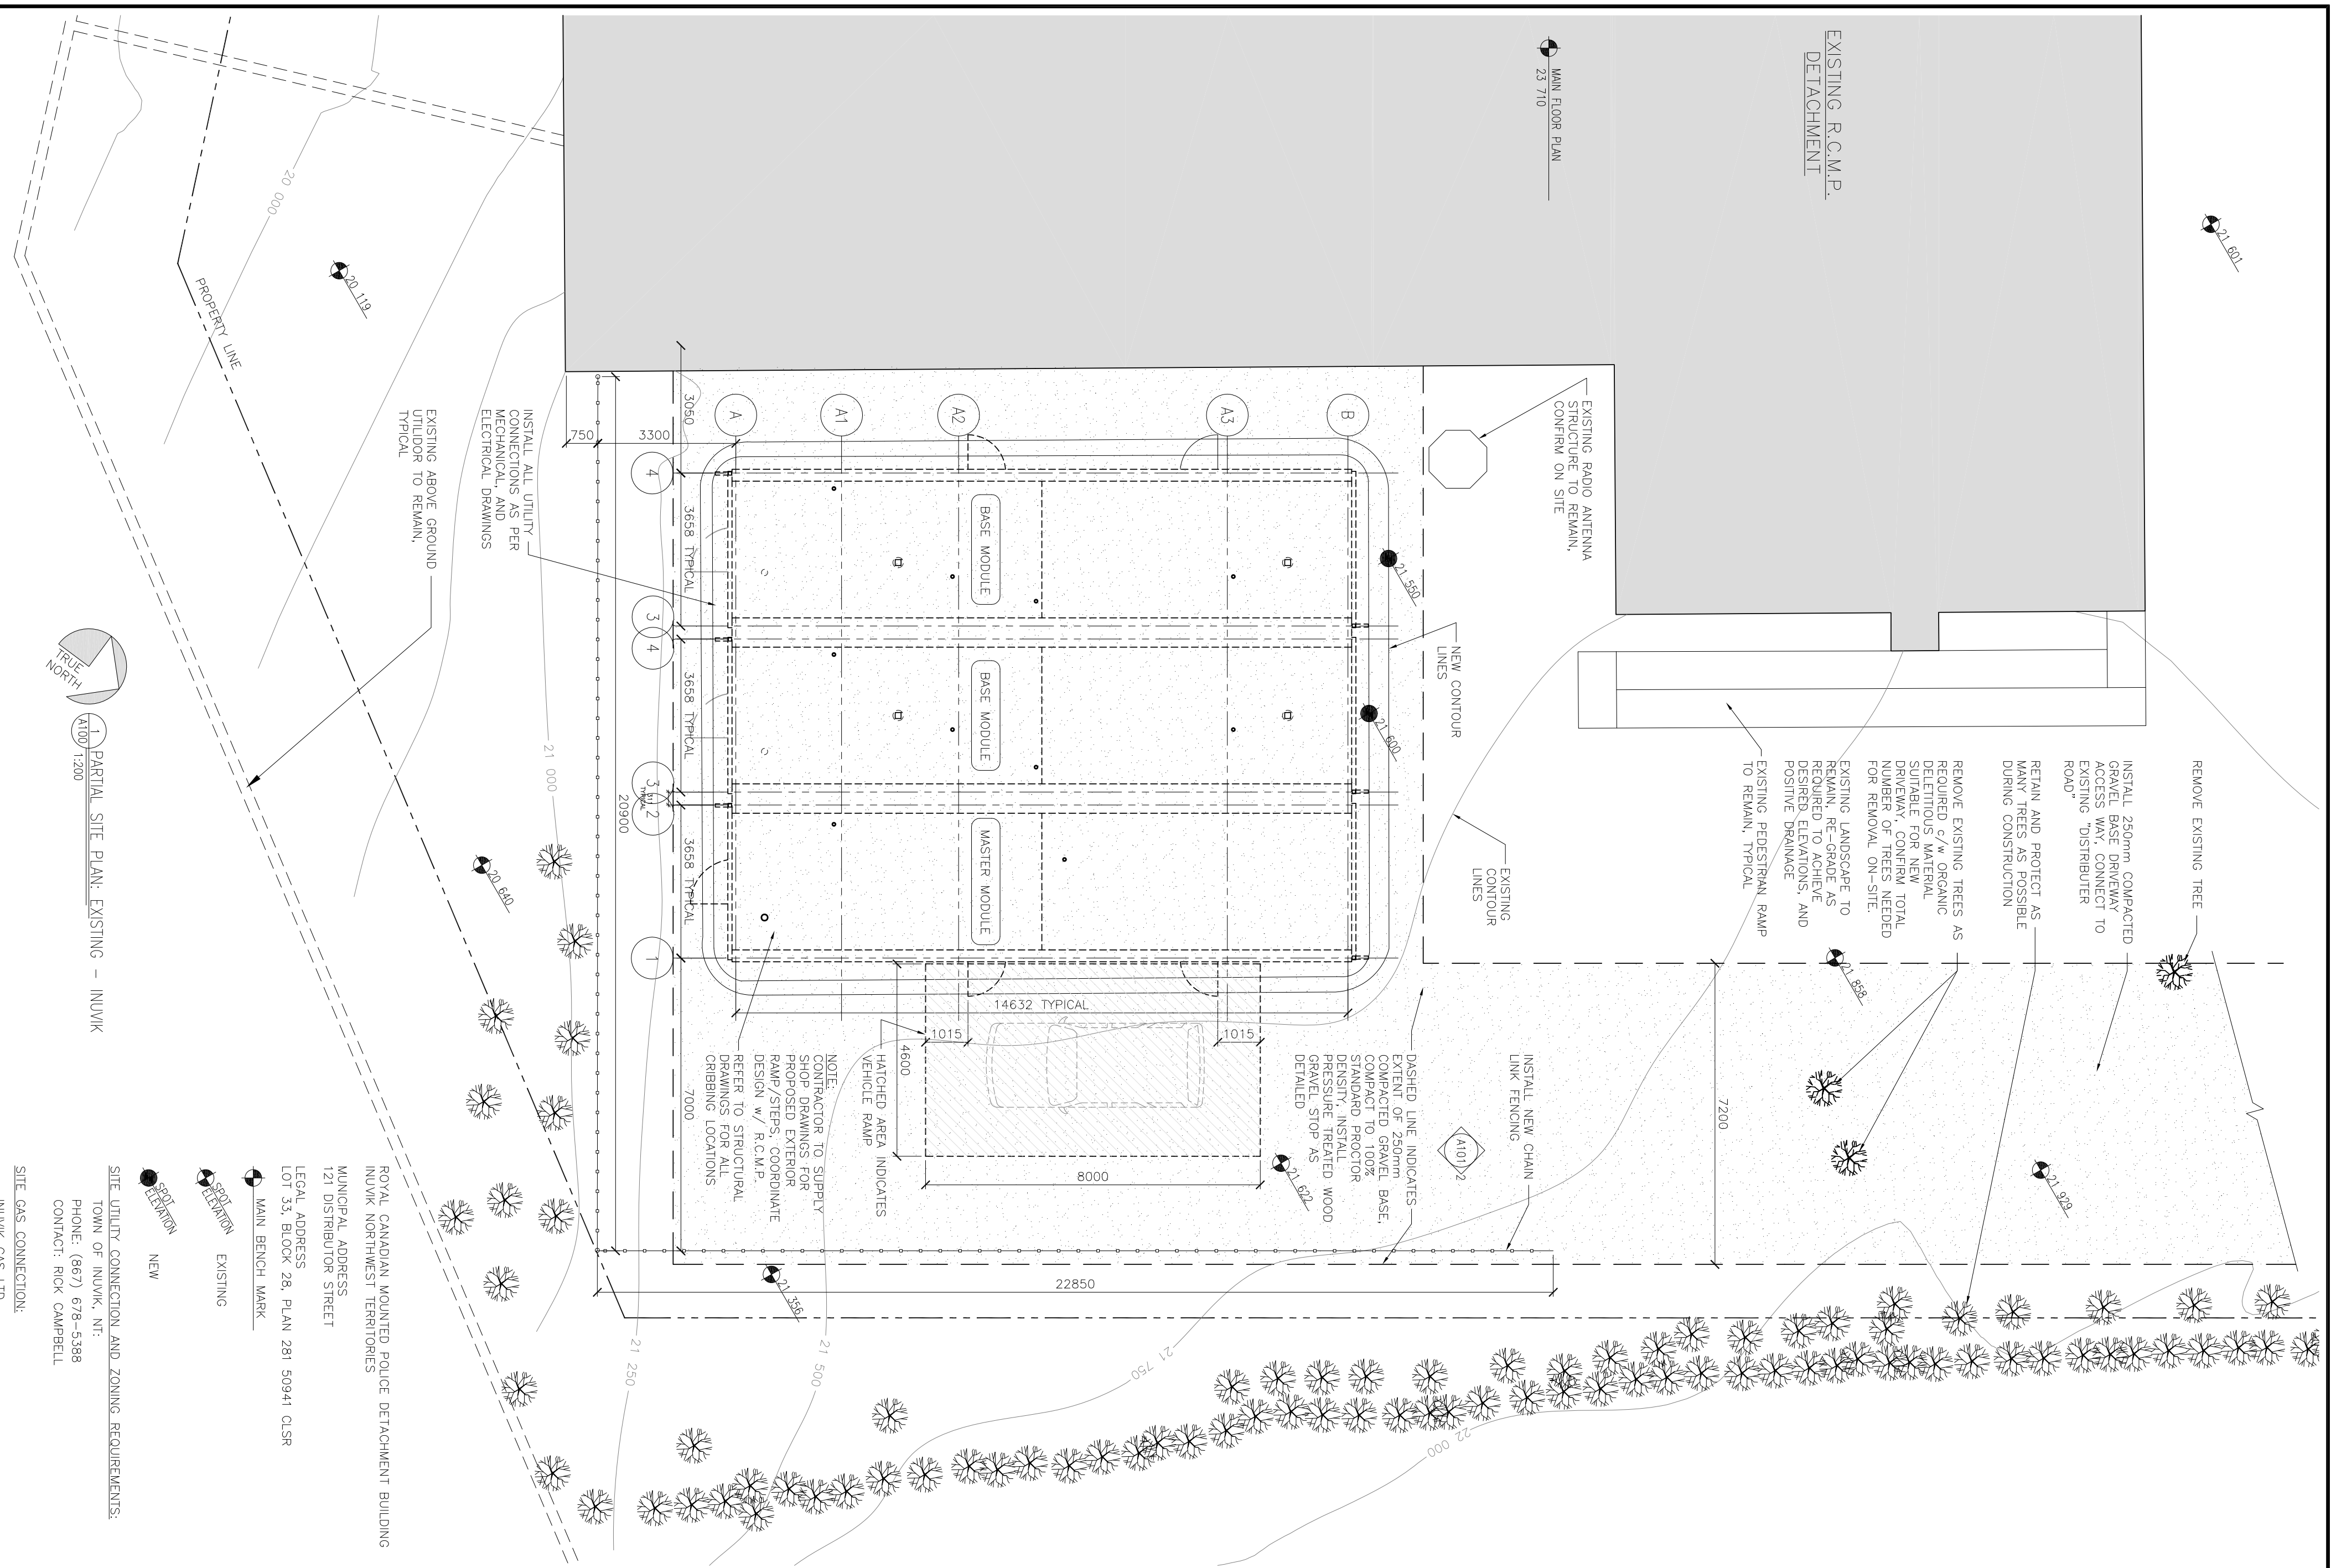 EXISTING R.C.M.P.
DETACHMENT
MAIN FLOOR PLAN
23 710
21 601
20 000
20 119
PROPERTY LINE
EXISTING RADIO ANTENNA
STRUCTURE TO REMAIN,
CONFIRM ON SITE
INSTALL ALL UTILITY
CONNECTIONS AS PER
MECHANICAL, AND
ELECTRICAL DRAWINGS
EXISTING ABOVE GROUND
UTILIDOR TO REMAIN,
TYPICAL
3050
750
3300
A
A1
A2
A3
B
4
3
4
3
2
1
3658 TYPICAL
3658 TYPICAL
3658 TYPICAL
311
TYPICAL
20900
7000
BASE MODULE
BASE MODULE
MASTER MODULE
21 550
21 600
NEW CONTOUR
LINES
EXISTING
CONTOUR
LINES
REMOVE EXISTING TREE
INSTALL 250mm COMPACTED
GRAVEL BASE DRIVEWAY
ACCESS WAY, CONNECT TO
EXISTING "DISTRIBUTER
ROAD"
RETAIN AND PROTECT AS
MANY TREES AS POSSIBLE
DURING CONSTRUCTION
REMOVE EXISTING TREES AS
REQUIRED c/w ORGANIC
DELETITIOUS MATERIAL
SUITABLE FOR NEW
DRIVEWAY, CONFIRM TOTAL
NUMBER OF TREES NEEDED
FOR REMOVAL ON-SITE.
EXISTING LANDSCAPE TO
REMAIN, RE-GRADE AS
REQUIRED TO ACHIEVE
DESIRED ELEVATIONS, AND
POSITIVE DRAINAGE
EXISTING PEDESTRIAN RAMP
TO REMAIN, TYPICAL
21 858
21 929
7200
INSTALL NEW CHAIN
LINK FENCING
A101
2
DASHED LINE INDICATES
EXTENT OF 250mm
COMPACTED GRAVEL BASE,
COMPACT TO 100%
STANDARD PROCTOR
DENSITY, INSTALL
PRESSURE TREATED WOOD
GRAVEL STOP AS
DETAILED
14632 TYPICAL
1015
1015
4600
8000
21 622
HATCHED AREA INDICATES
VEHICLE RAMP
NOTE:
CONTRACTOR TO SUPPLY
SHOP DRAWINGS FOR
PROPOSED EXTERIOR
RAMP/STEPS, COORDINATE
DESIGN w/ R.C.M.P.
REFER TO STRUCTURAL
DRAWINGS FOR ALL
CRIBBING LOCATIONS
22850
21 356
21 000
20 640
21 250
21 500
21 750
22 000
TRUE
NORTH
1
A100
PARTIAL SITE PLAN: EXISTING - INUVIK
1:200
ROYAL CANADIAN MOUNTED POLICE DETACHMENT BUILDING
INUVIK NORTHWEST TERRITORIES
MUNICIPAL ADDRESS
121 DISTRIBUTOR STREET
LEGAL ADDRESS
LOT 33, BLOCK 28, PLAN 281 50941 CLSR
MAIN BENCH MARK
SPOT
ELEVATION
EXISTING
SPOT
ELEVATION
NEW
SITE UTILITY CONNECTION AND ZONING REQUIREMENTS:
TOWN OF INUVIK, NT:
PHONE: (867) 678-5388
CONTACT: RICK CAMPBELL
SITE GAS CONNECTION:
INUVIK GAS LTD